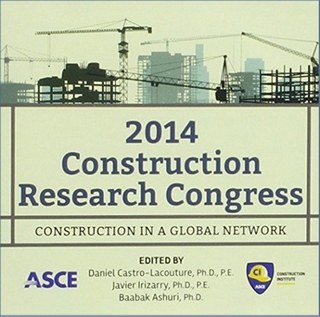 2014
Construction
Research Congress
CONSTRUCTION IN A GLOBAL NETWORK
EDITED BY
Daniel Castro-Lacouture, Ph.D., P.E.
Javier Irizarry, Ph.D., P.E.
Baabak Ashuri, Ph.D.
ASCE
CI
ASCE
CONSTRUCTION
INSTITUTE